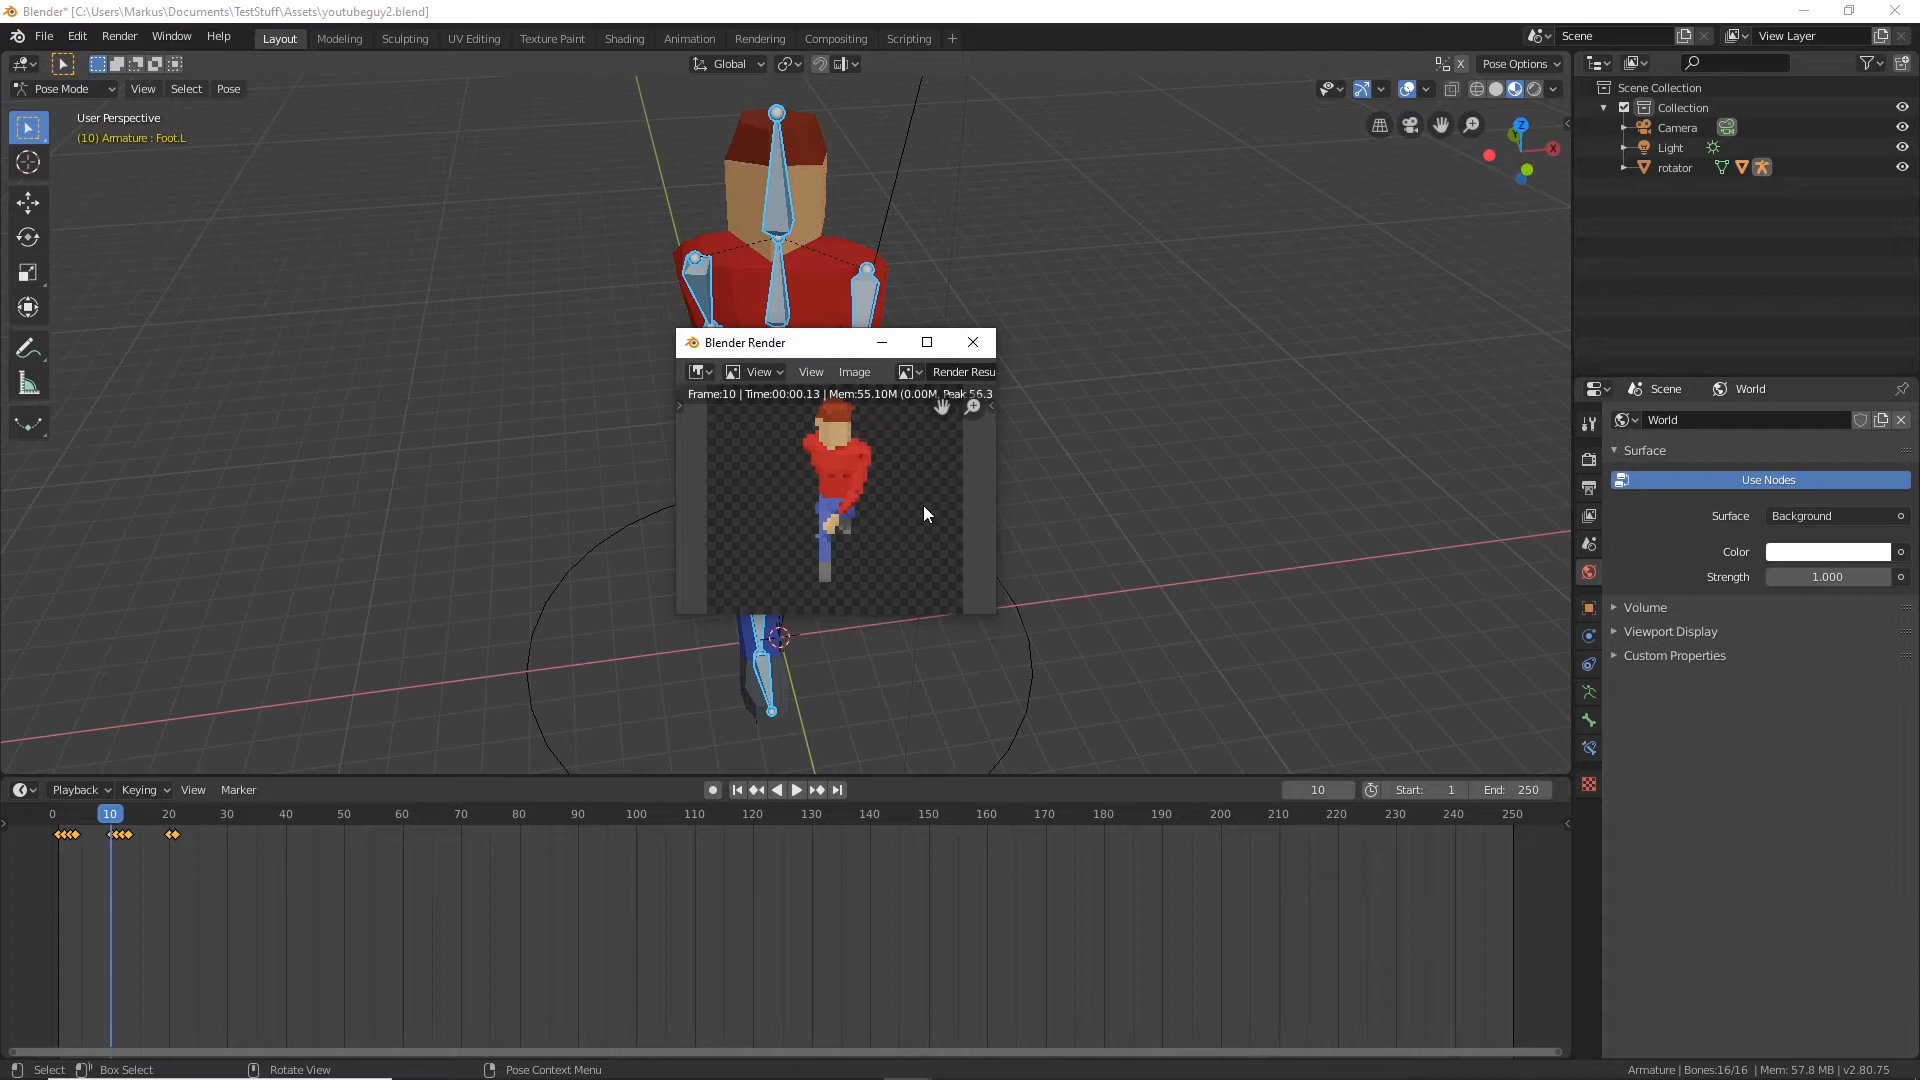 Blender* [C:\Users\Markus\Documents\TestStuff\Assets\youtubeguy2.blend]
File Edit Render Window Help
Layout Modeling Sculpting UV Editing Texture Paint Shading Animation Rendering Compositing Scripting +
Scene
View Layer
Global
X Pose Options
Pose Mode View Select Pose
User Perspective
(10) Armature : Foot.L
Z
Y
X
Scene Collection
Collection
Camera
Light
rotator
Blender Render
View View Image Render Resu
Frame:10 | Time:00:00.13 | Mem:55.10M (0.00M, Peak 56.3
Scene World
World
Surface
Use Nodes
Surface Background
Color
Strength 1.000
Volume
Viewport Display
Custom Properties
Playback Keying View Marker
10 Start: 1 End: 250
0 10 20 30 40 50 60 70 80 90 100 110 120 130 140 150 160 170 180 190 200 210 220 230 240 250
Select Box Select Rotate View Pose Context Menu
Armature | Bones:16/16 | Mem: 57.8 MB | v2.80.75